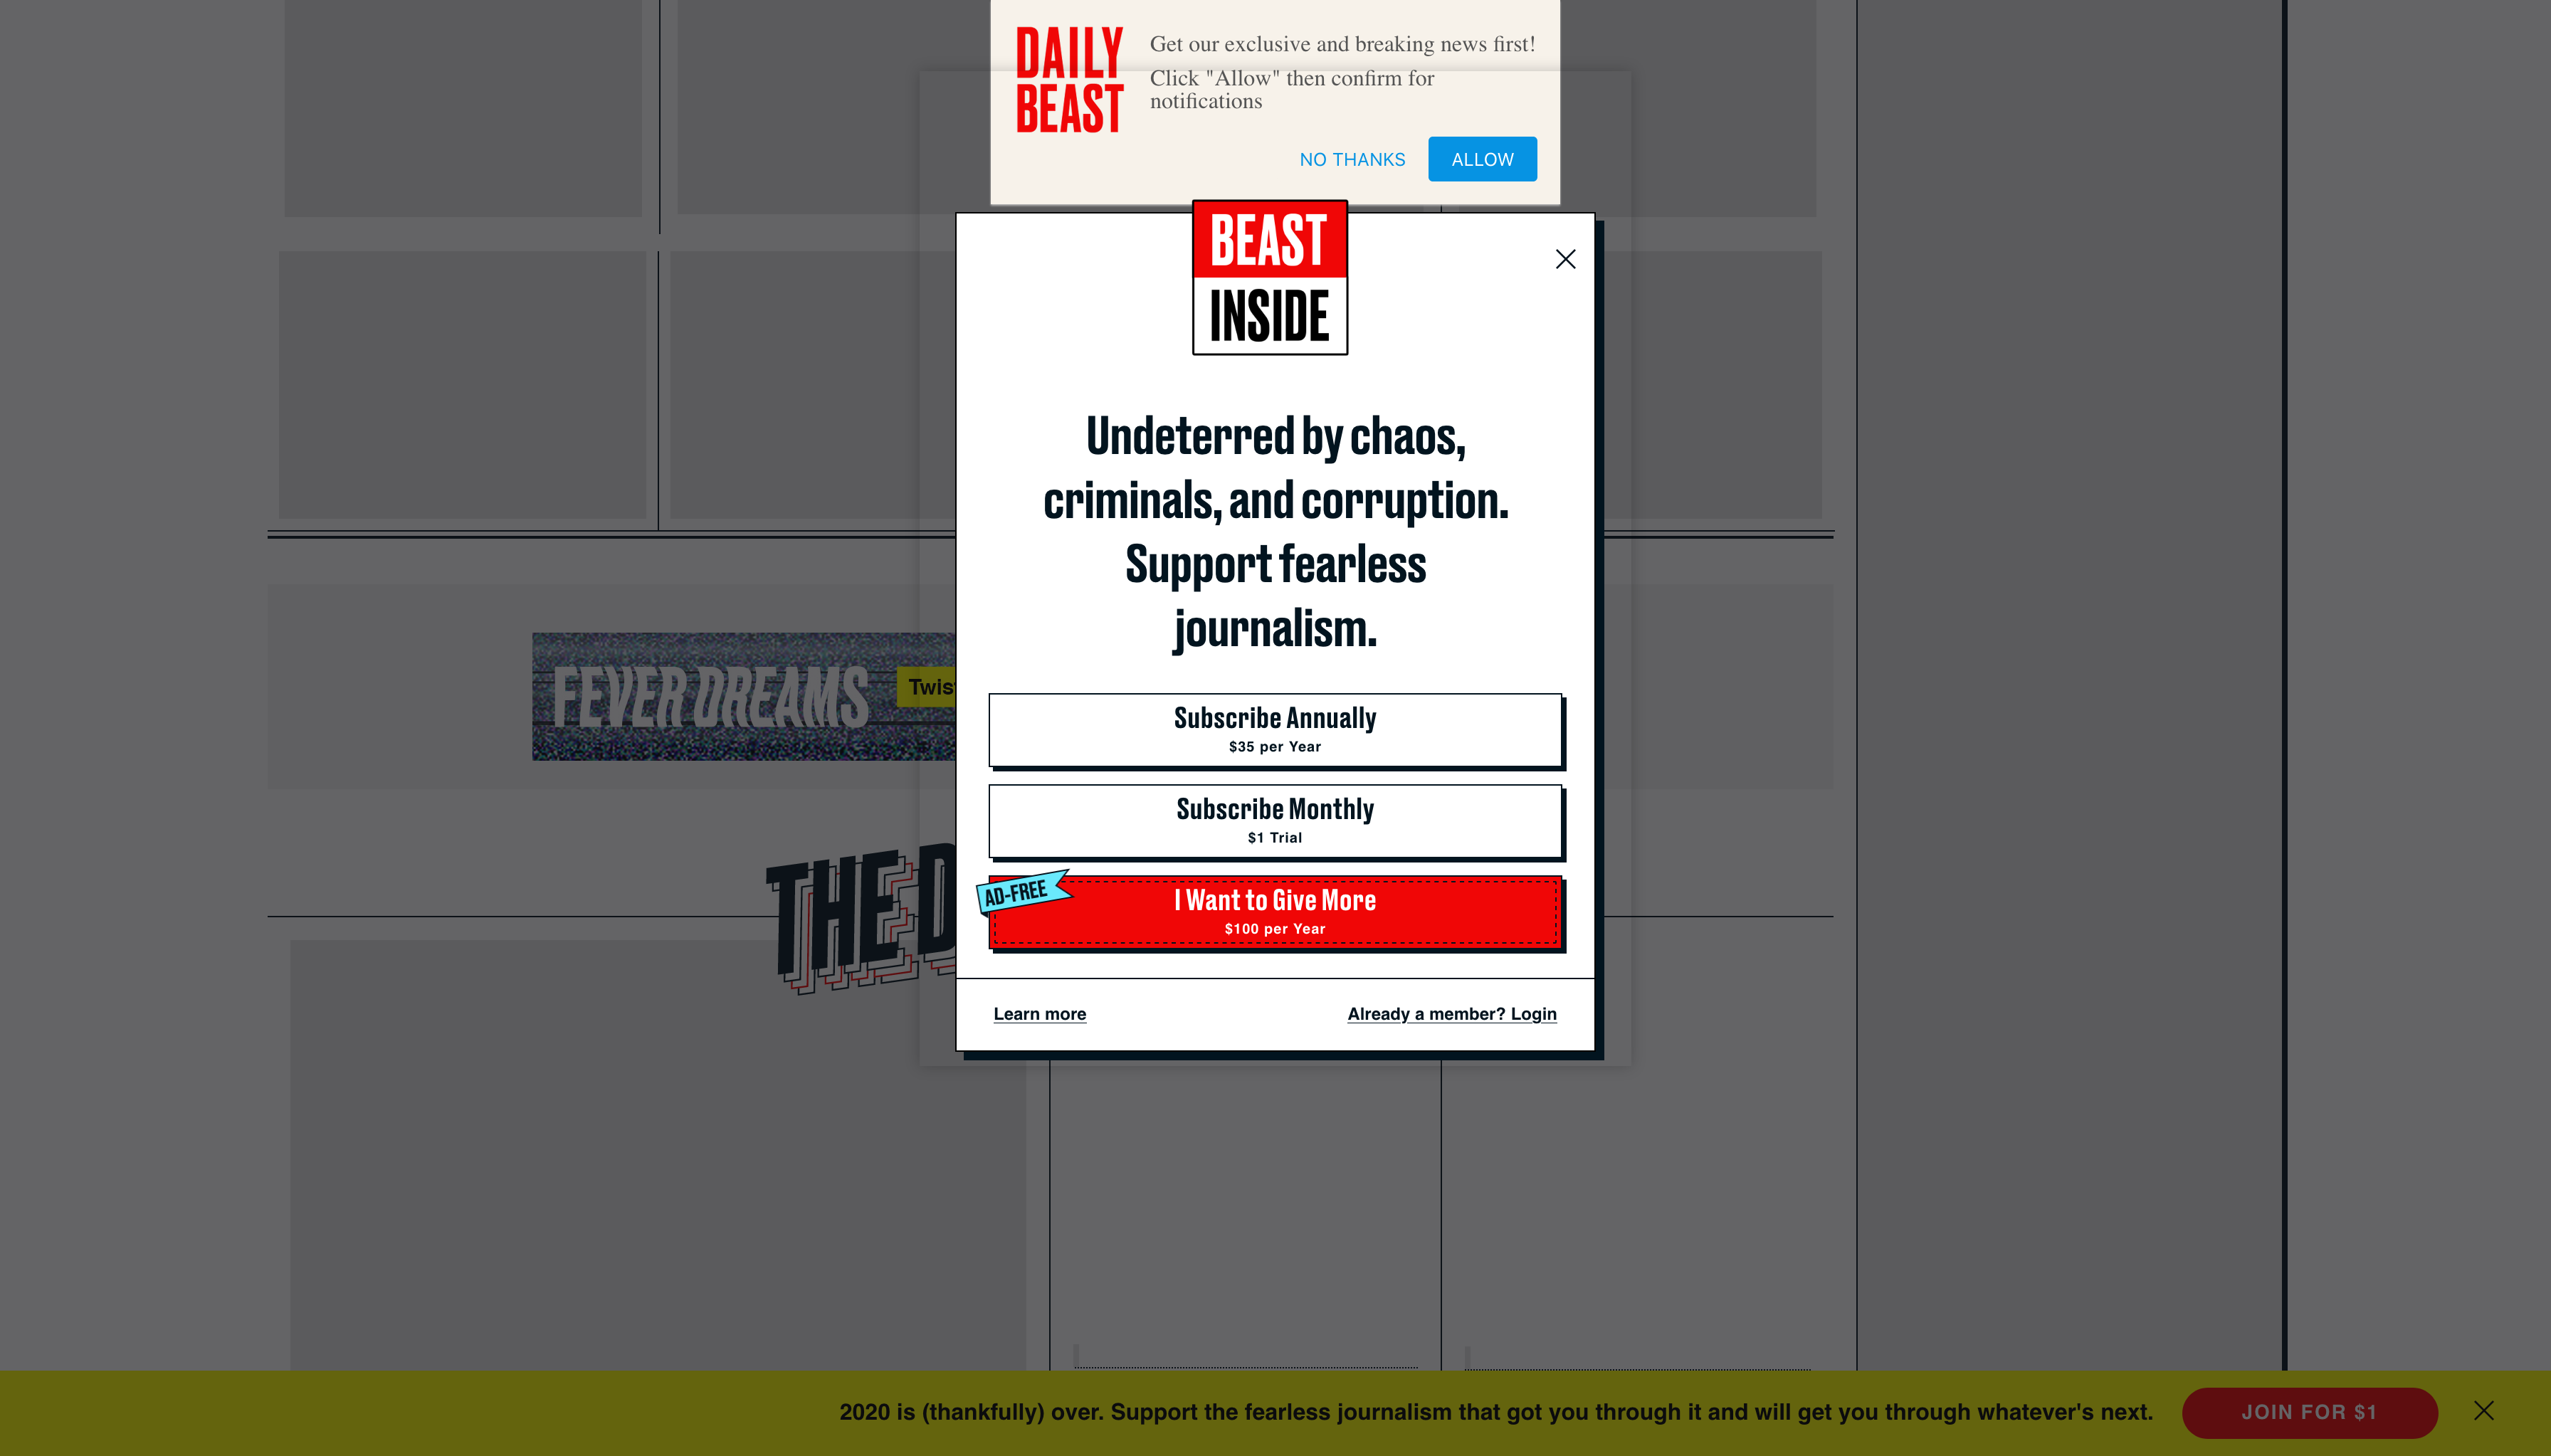 DAILY
BEAST
Get our exclusive and breaking news first!
Click "Allow" then confirm for
notifications
NO THANKS
ALLOW
BEAST
INSIDE
Undeterred by chaos,
criminals, and corruption.
Support fearless
journalism.
FEVER DREAMS
Subscribe Annually
$35 per Year
Subscribe Monthly
$1 Trial
THE
AD-FREE
I Want to Give More
$100 per Year
Learn more
Already a member? Login
2020 is (thankfully) over. Support the fearless journalism that got you through it and will get you through whatever's next.
JOIN FOR $1